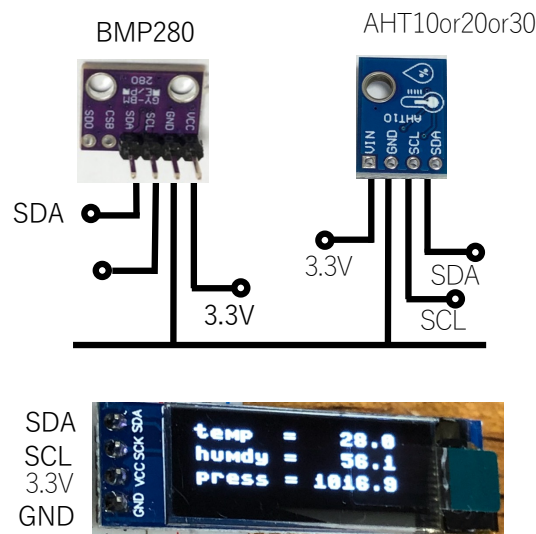 BMP280
AHT10or20or30
280
GY-BM
E/P
SDO
CSB
SDA
SCL
GND
VCC
%
AHT10
VIN
GND
SCL
SDA
SDA
3.3V
SDA
3.3V
SCL
SDA
SCL
3.3V
GND
SDA
SCK
VCC
GND
temp = 28.0
humdy = 56.1
press = 1016.9